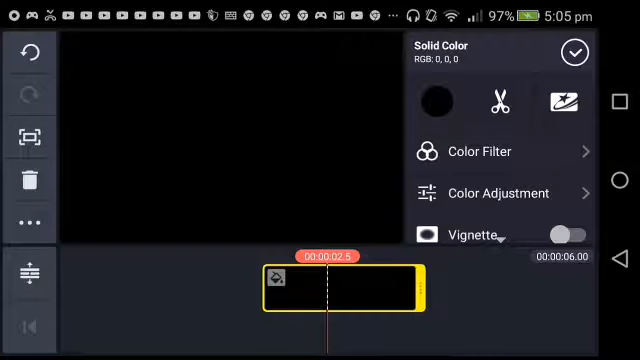 97% 5:05 pm
Solid Color
RGB: 0, 0, 0
Color Filter
Color Adjustment
Vignette
00:00:02.5
00:00:06.00